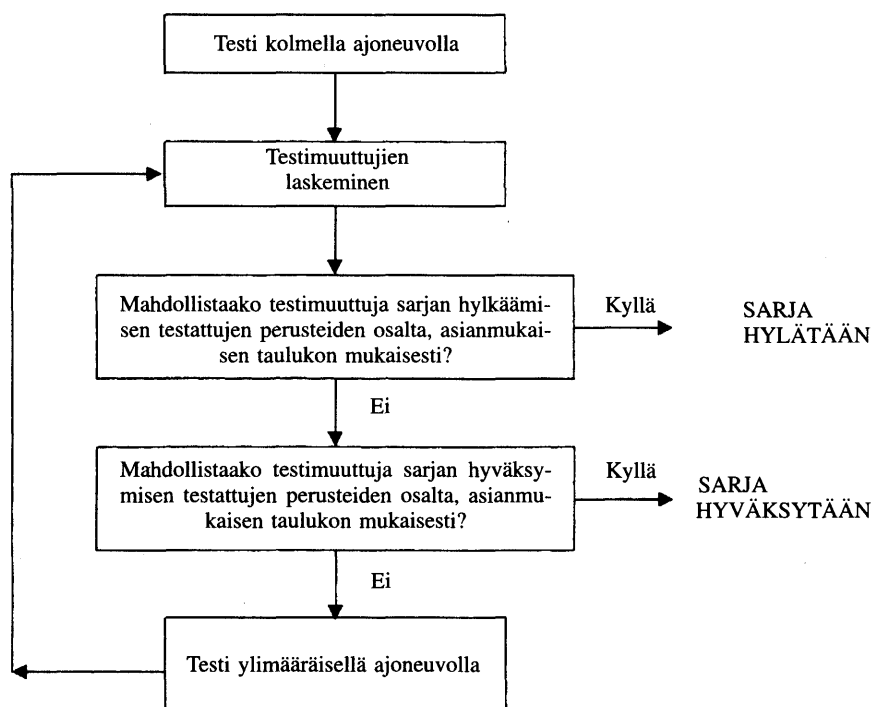 Testi kolmella ajoneuvolla
Testimuuttujien
laskeminen
Mahdollistaako testimuuttuja sarjan hylkäämi-
sen testattujen perusteiden osalta, asianmukai-
sen taulukon mukaisesti?
Kyllä
SARJA
HYLÄTÄÄN
Ei
Mahdollistaako testimuuttuja sarjan hyväksy-
misen testattujen perusteiden osalta, asianmu-
kaisen taulukon mukaisesti?
Kyllä
SARJA
HYVÄKSYTÄÄN
Ei
Testi ylimääräisellä ajoneuvolla